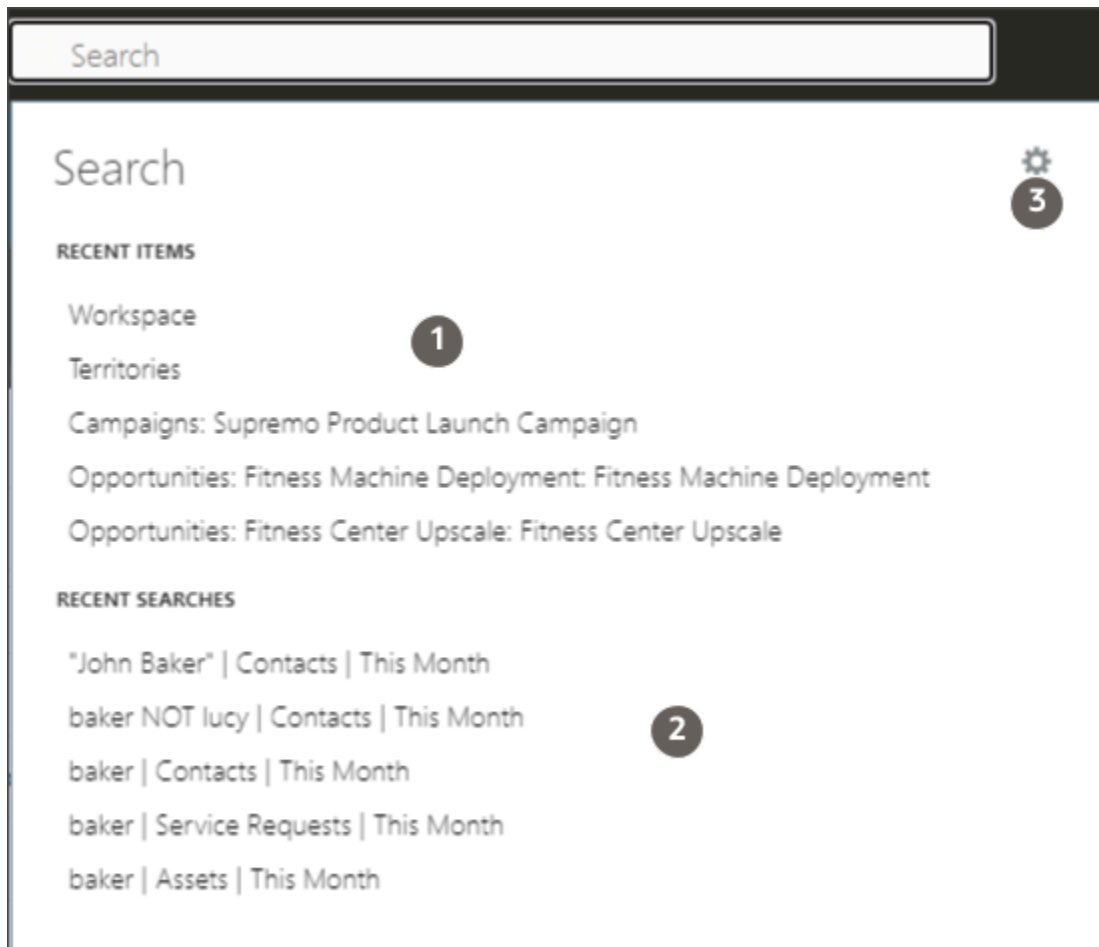 Search
Search
3
RECENT ITEMS
Workspace
1
Territories
Campaigns: Supremo Product Launch Campaign
Opportunities: Fitness Machine Deployment: Fitness Machine Deployment
Opportunities: Fitness Center Upscale: Fitness Center Upscale
RECENT SEARCHES
"John Baker" | Contacts | This Month
baker NOT lucy | Contacts | This Month
2
baker | Contacts | This Month
baker | Service Requests | This Month
baker | Assets | This Month